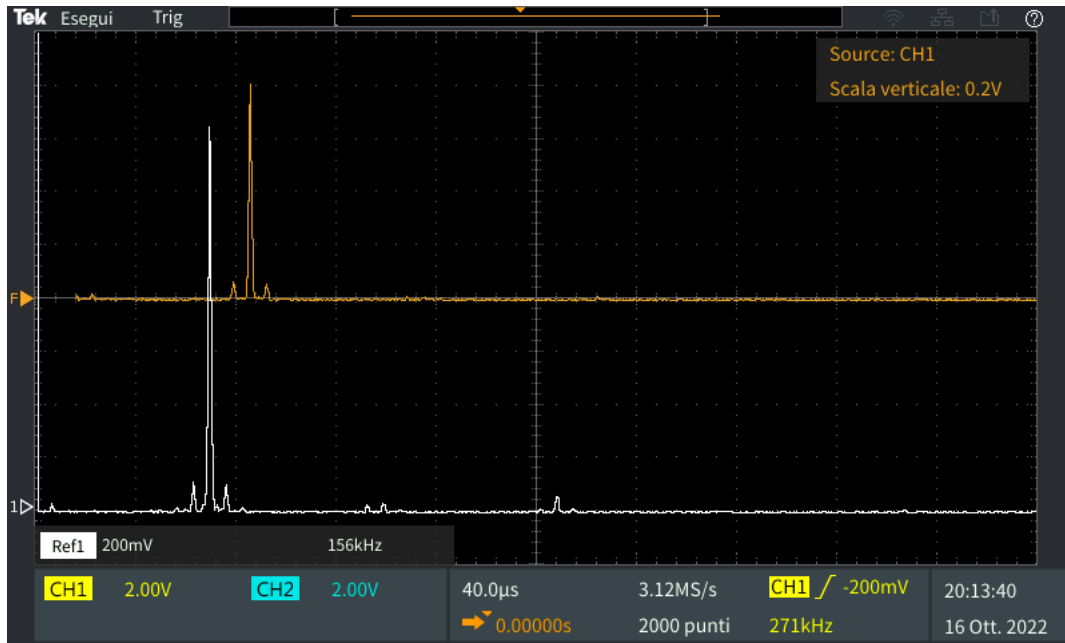 Tek Esegui Trig
Source: CH1
Scala verticale: 0.2V
F
1
Ref1 200mV 156kHz
CH1 2.00V CH2 2.00V 40.0µs 3.12MS/s CH1 -200mV 20:13:40
0.00000s 2000 punti 271kHz 16 Ott. 2022